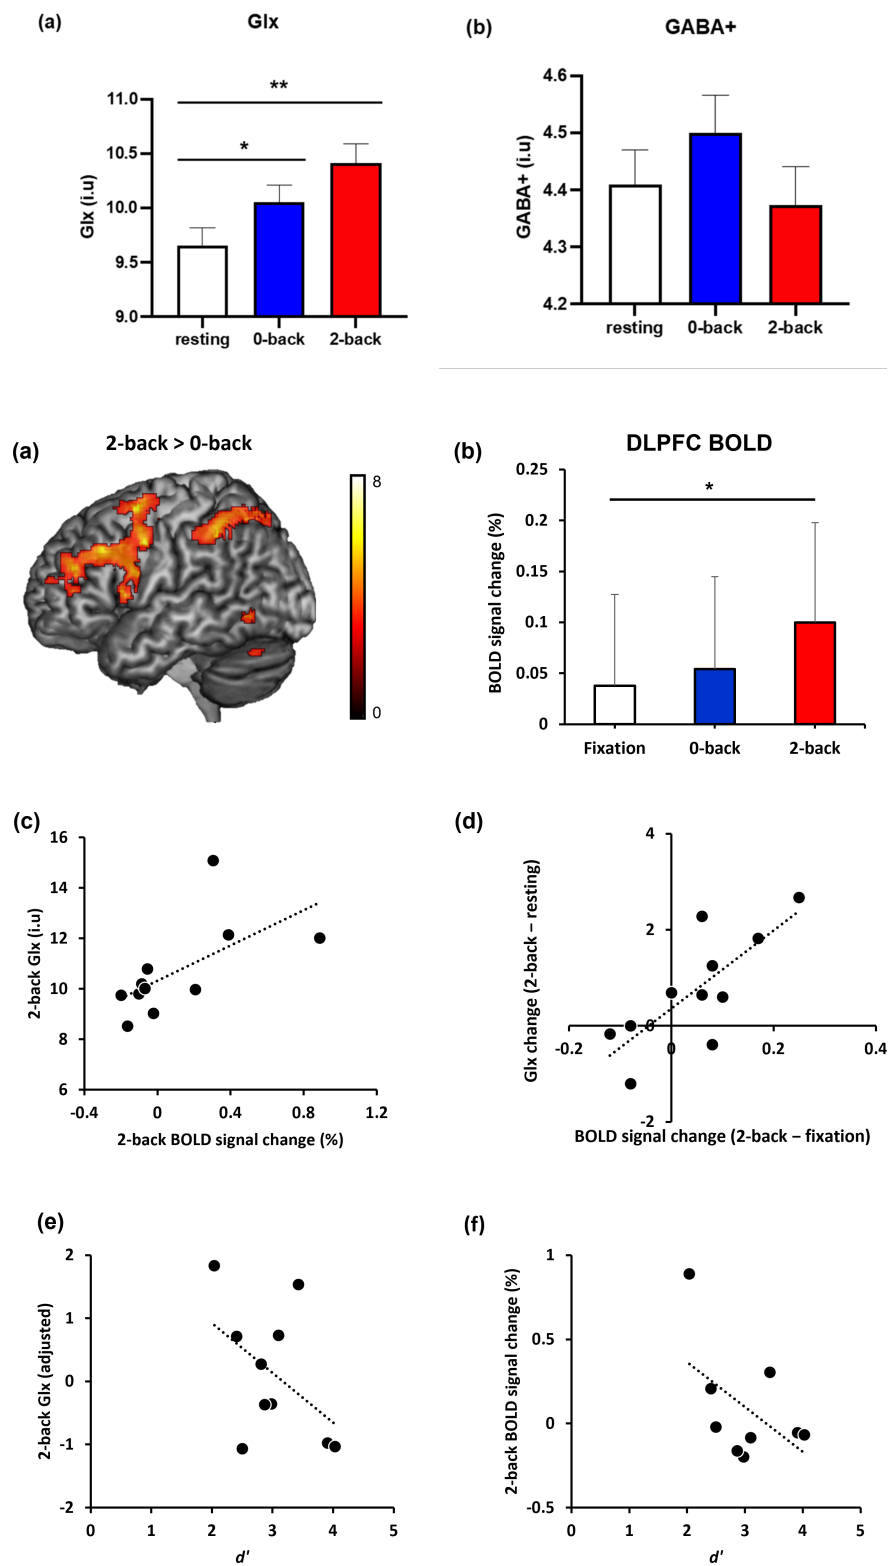 (a)
Glx
**
*
11.0
10.5
10.0
9.5
9.0
Glx (i.u)
resting 0-back 2-back
(b)
GABA+
4.6
4.5
4.4
4.3
4.2
GABA+ (i.u)
resting 0-back 2-back
(a)
2-back > 0-back
8
0
(b)
DLPFC BOLD
*
0.25
0.2
0.15
0.1
0.05
0
BOLD signal change (%)
Fixation 0-back 2-back
(c)
16
14
12
10
8
6
2-back Glx (i.u)
-0.4 0 0.4 0.8 1.2
2-back BOLD signal change (%)
(d)
4
2
0
-2
Glx change (2-back – resting)
-0.2 0 0.2 0.4
BOLD signal change (2-back – fixation)
(e)
2
1
0
-1
-2
2-back Glx (adjusted)
0 1 2 3 4 5
d'
(f)
1
0.5
0
-0.5
2-back BOLD signal change (%)
0 1 2 3 4 5
d'